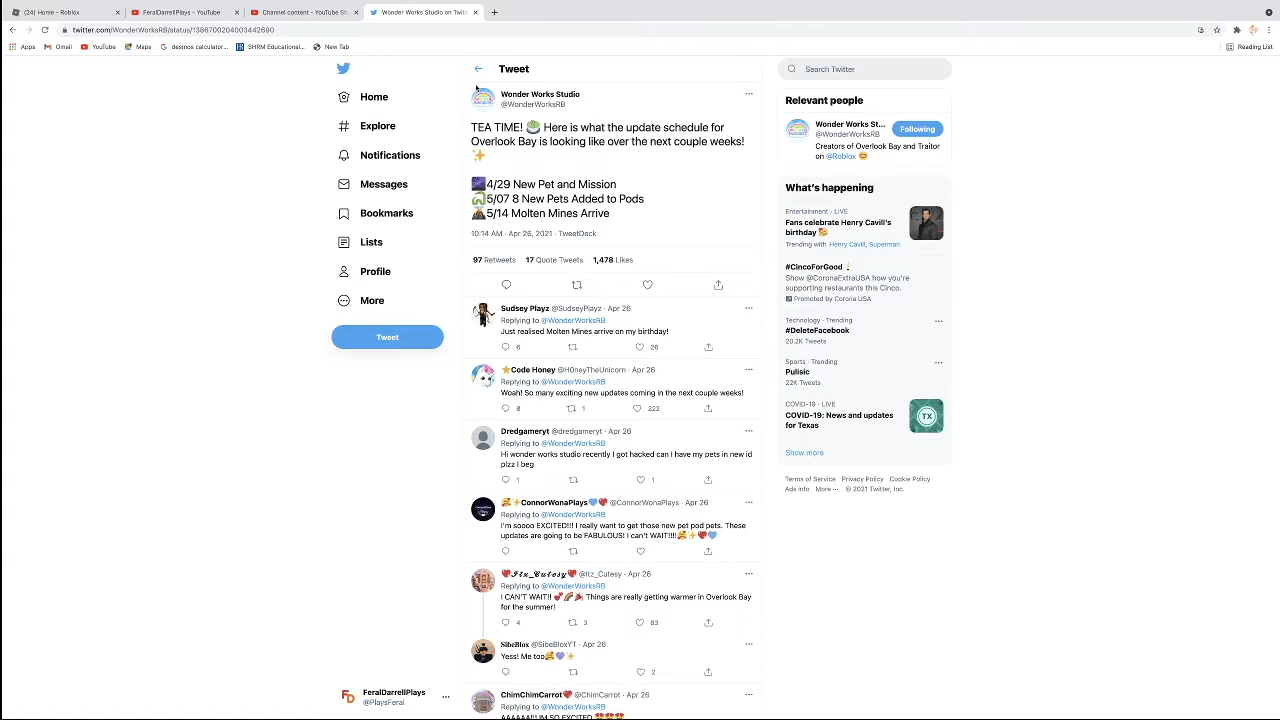 (24) Home - Roblox
FeralDarrellPlays - YouTube
Channel content - YouTube St
Wonder Works Studio on Twitt
twitter.com/WonderWorksRB/status/1386700204003442690
Apps
Gmail
YouTube
Maps
desmos calculator...
SHRM Educational...
New Tab
Reading List
Home
Explore
Notifications
Messages
Bookmarks
Lists
Profile
More
Tweet
FeralDarrellPlays
@PlaysFeral
Tweet
Wonder Works Studio
@WonderWorksRB
TEA TIME! 🍵 Here is what the update schedule for
Overlook Bay is looking like over the next couple weeks!
✨
🌌4/29 New Pet and Mission
🐍5/07 8 New Pets Added to Pods
🌋5/14 Molten Mines Arrive
10:14 AM · Apr 26, 2021 · TweetDeck
97 Retweets 17 Quote Tweets 1,478 Likes
Sudsey Playz @SudseyPlayz · Apr 26
Replying to @WonderWorksRB
Just realised Molten Mines arrive on my birthday!
6 26
⭐Code Honey @H0neyTheUnicorn · Apr 26
Replying to @WonderWorksRB
Woah! So many exciting new updates coming in the next couple weeks!
8 1 222
Dredgameryt @dredgameryt · Apr 26
Replying to @WonderWorksRB
Hi wonder works studio recently I got hacked can I have my pets in new id
plzz I beg
1 1
🥰✨ConnorWonaPlays💙❤️ @ConnorWonaPlays · Apr 26
Replying to @WonderWorksRB
I'm soooo EXCITED!!! I really want to get those new pet pod pets. These
updates are going to be FABULOUS! I can't WAIT!!!!🥰✨❤️💙
❤️𝓘𝓽𝔁_𝓒𝓾𝓽𝓮𝓼𝔂❤️ @Itz_Cutesy · Apr 26
Replying to @WonderWorksRB
I CAN'T WAIT!! 💕🌈🎉 Things are really getting warmer in Overlook Bay
for the summer!
4 3 83
SibeBlox @SibeBloxYT · Apr 26
Yess! Me too🥰💜✨
2
ChimChimCarrot❤️ @ChimCarrot · Apr 26
Replying to @WonderWorksRB
AAAAAA!!! IM SO EXCITED 😍😍😍
Search Twitter
Relevant people
Wonder Works St...
@WonderWorksRB
Following
Creators of Overlook Bay and Traitor
on @Roblox 😊
What's happening
Entertainment · LIVE
Fans celebrate Henry Cavill's
birthday 🥰
Trending with Henry Cavill, Superman
#CincoForGood
Show @CoronaExtraUSA how you're
supporting restaurants this Cinco.
Promoted by Corona USA
Technology · Trending
#DeleteFacebook
20.2K Tweets
Sports · Trending
Pulisic
22K Tweets
COVID-19 · LIVE
COVID-19: News and updates
for Texas
TX
Show more
Terms of Service Privacy Policy Cookie Policy
Ads info More ··· © 2021 Twitter, Inc.